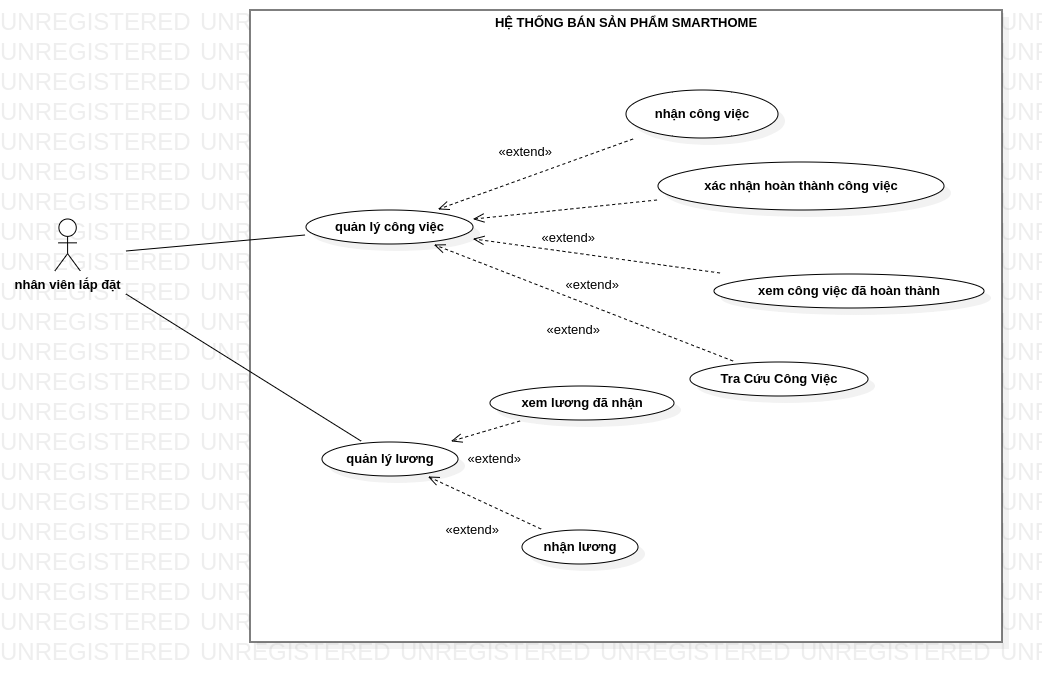 HỆ THỐNG BÁN SẢN PHẨM SMARTHOME
nhận công việc
«extend»
xác nhận hoàn thành công việc
quản lý công việc
«extend»
nhân viên lắp đặt
«extend»
xem công việc đã hoàn thành
«extend»
Tra Cứu Công Việc
xem lương đã nhận
quản lý lương
«extend»
«extend»
nhận lương
UNREGISTERED